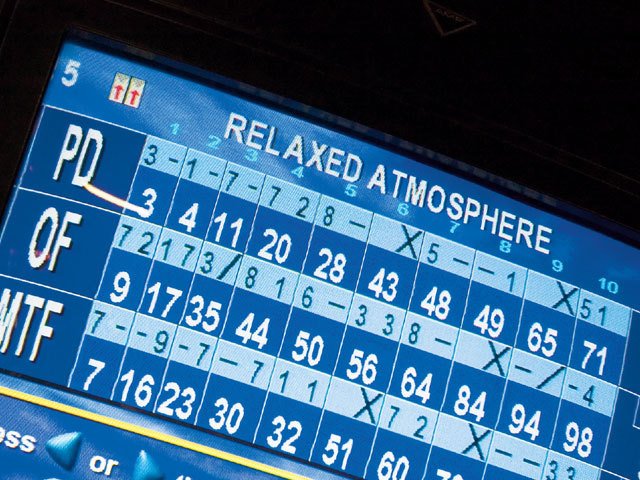 5
RELAXED ATMOSPHERE
1 2 3 4 5 6 7 8 9 10
PD 3 - 1 - 7 - 7 2 8 - X 5 - - 1 X 5 1
3 4 11 20 28 43 48 49 65 71
OF 7 2 1 7 3 / 8 1 6 - 3 3 8 - X - / - 4
9 17 35 44 50 56 64 84 94 98
MTF 7 - - 9 - 7 - 7 1 1 X 7 2 X - - 3 3
7 16 23 30 32 51 60
ess or